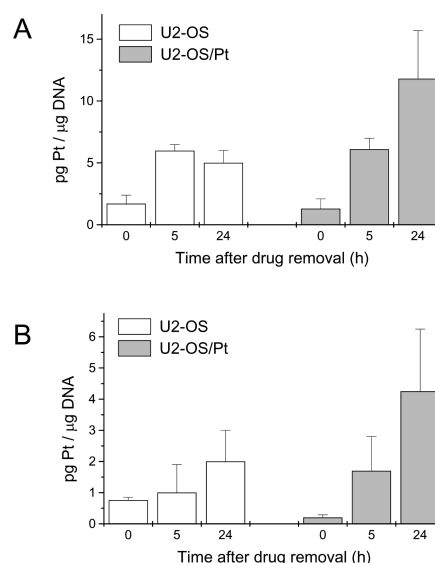 A
U2-OS
U2-OS/Pt
pg Pt / μg DNA
15
10
5
0
0 5 24 0 5 24
Time after drug removal (h)
B
U2-OS
U2-OS/Pt
pg Pt / μg DNA
6
5
4
3
2
1
0
0 5 24 0 5 24
Time after drug removal (h)